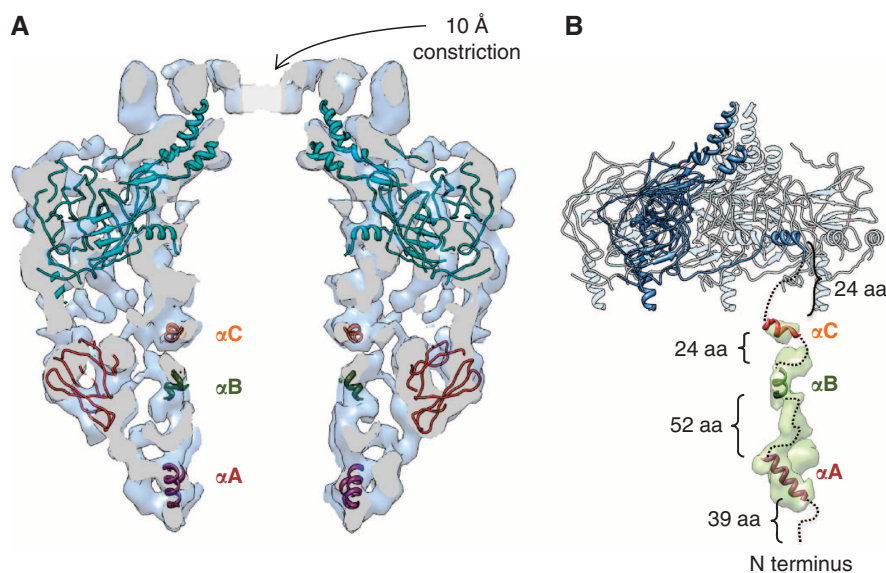 A
10 Å
constriction
αC
αB
αA
B
24 aa
αC
24 aa
αB
52 aa
αA
39 aa
N terminus